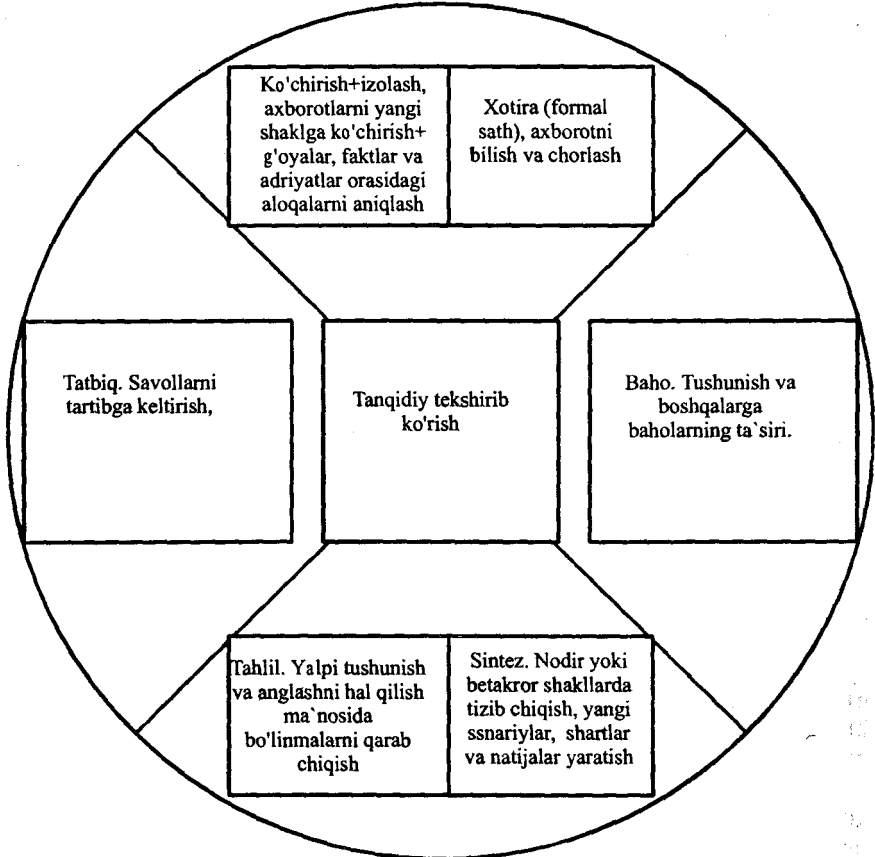 Ko'chirish+izolash,
axborotlarni yangi
shaklga ko'chirish+
g'oyalar, faktlar va
adriyatlar orasidagi
aloqalarni aniqlash
Xotira (formal
sath), axborotni
bilish va chorlash
Tatbiq. Savollarni
tartibga keltirish,
Tanqidiy tekshirib
ko'rish
Baho. Tushunish va
boshqalarga
baholarning ta`siri.
Tahlil. Yalpi tushunish
va anglashni hal qilish
ma`nosida
bo'linmalarni qarab
chiqish
Sintez. Nodir yoki
betakror shakllarda
tizib chiqish, yangi
ssnariylar, shartlar
va natijalar yaratish